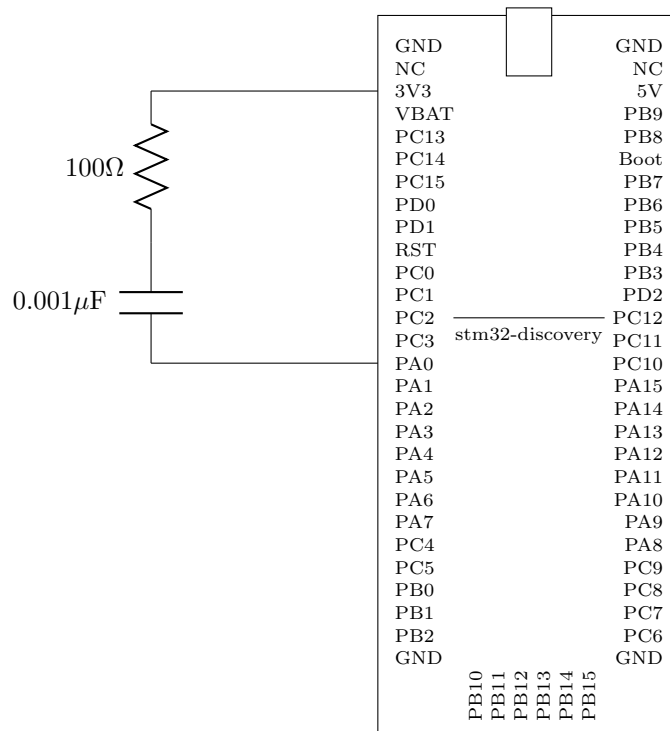 GND
NC
3V3
VBAT
PC13
PC14
PC15
PD0
PD1
RST
PC0
PC1
PC2
PC3
PA0
PA1
PA2
PA3
PA4
PA5
PA6
PA7
PC4
PC5
PB0
PB1
PB2
GND
100Ω
0.001μF
stm32-discovery
GND
NC
5V
PB9
PB8
Boot
PB7
PB6
PB5
PB4
PB3
PD2
PC12
PC11
PC10
PA15
PA14
PA13
PA12
PA11
PA10
PA9
PA8
PC9
PC8
PC7
PC6
GND
PB10
PB11
PB12
PB13
PB14
PB15